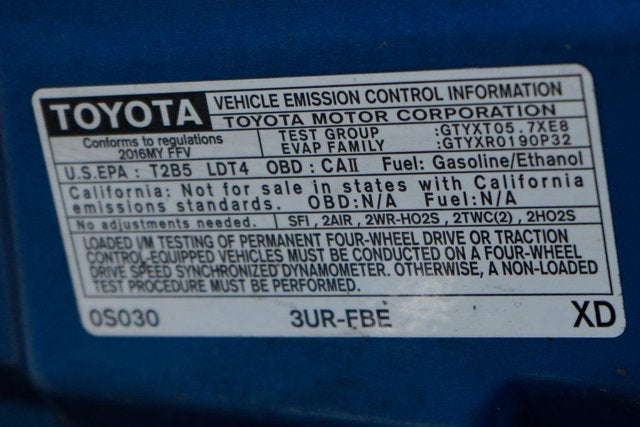 TOYOTA VEHICLE EMISSION CONTROL INFORMATION
TOYOTA MOTOR CORPORATION
Conforms to regulations
2016MY FFV
TEST GROUP :GTYXT05.7XE8
EVAP FAMILY :GTYXR0190P32
U.S.EPA : T2B5 LDT4 OBD : CAII Fuel: Gasoline/Ethanol
California: Not for sale in states with California
emissions standards. OBD:N/A Fuel:N/A
No adjustments needed. SFI , 2AIR , 2WR-HO2S , 2TWC(2) , 2HO2S
LOADED I/M TESTING OF PERMANENT FOUR-WHEEL DRIVE OR TRACTION
CONTROL-EQUIPPED VEHICLES MUST BE CONDUCTED ON A FOUR-WHEEL
DRIVE SPEED SYNCHRONIZED DYNAMOMETER. OTHERWISE, A NON-LOADED
TEST PROCEDURE MUST BE PERFORMED.
0S030 3UR-FBE XD